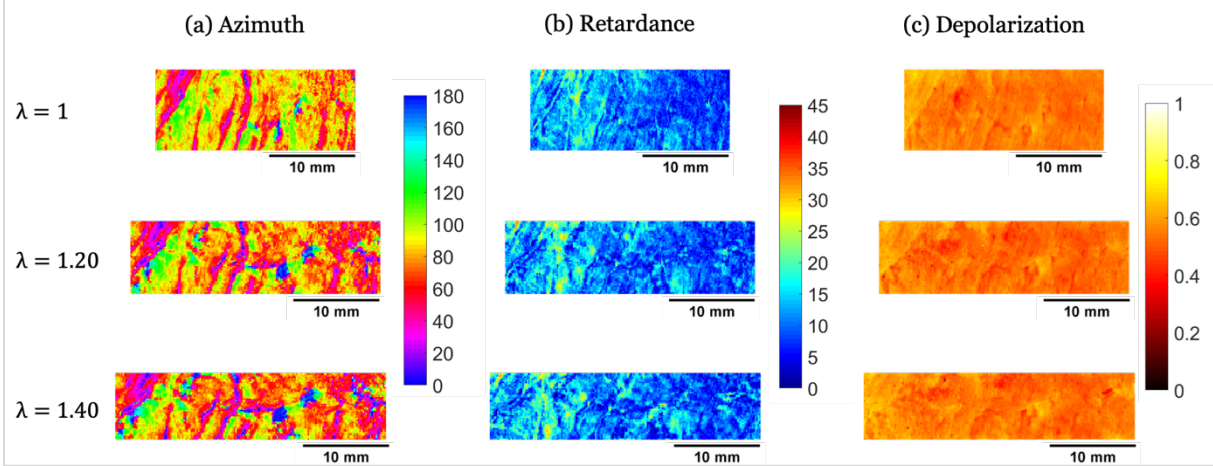 (a) Azimuth
(b) Retardance
(c) Depolarization
λ = 1
10 mm
10 mm
10 mm
λ = 1.20
10 mm
10 mm
10 mm
λ = 1.40
10 mm
10 mm
10 mm
180
160
140
120
100
80
60
40
20
0
45
40
35
30
25
20
15
10
5
0
1
0.8
0.6
0.4
0.2
0